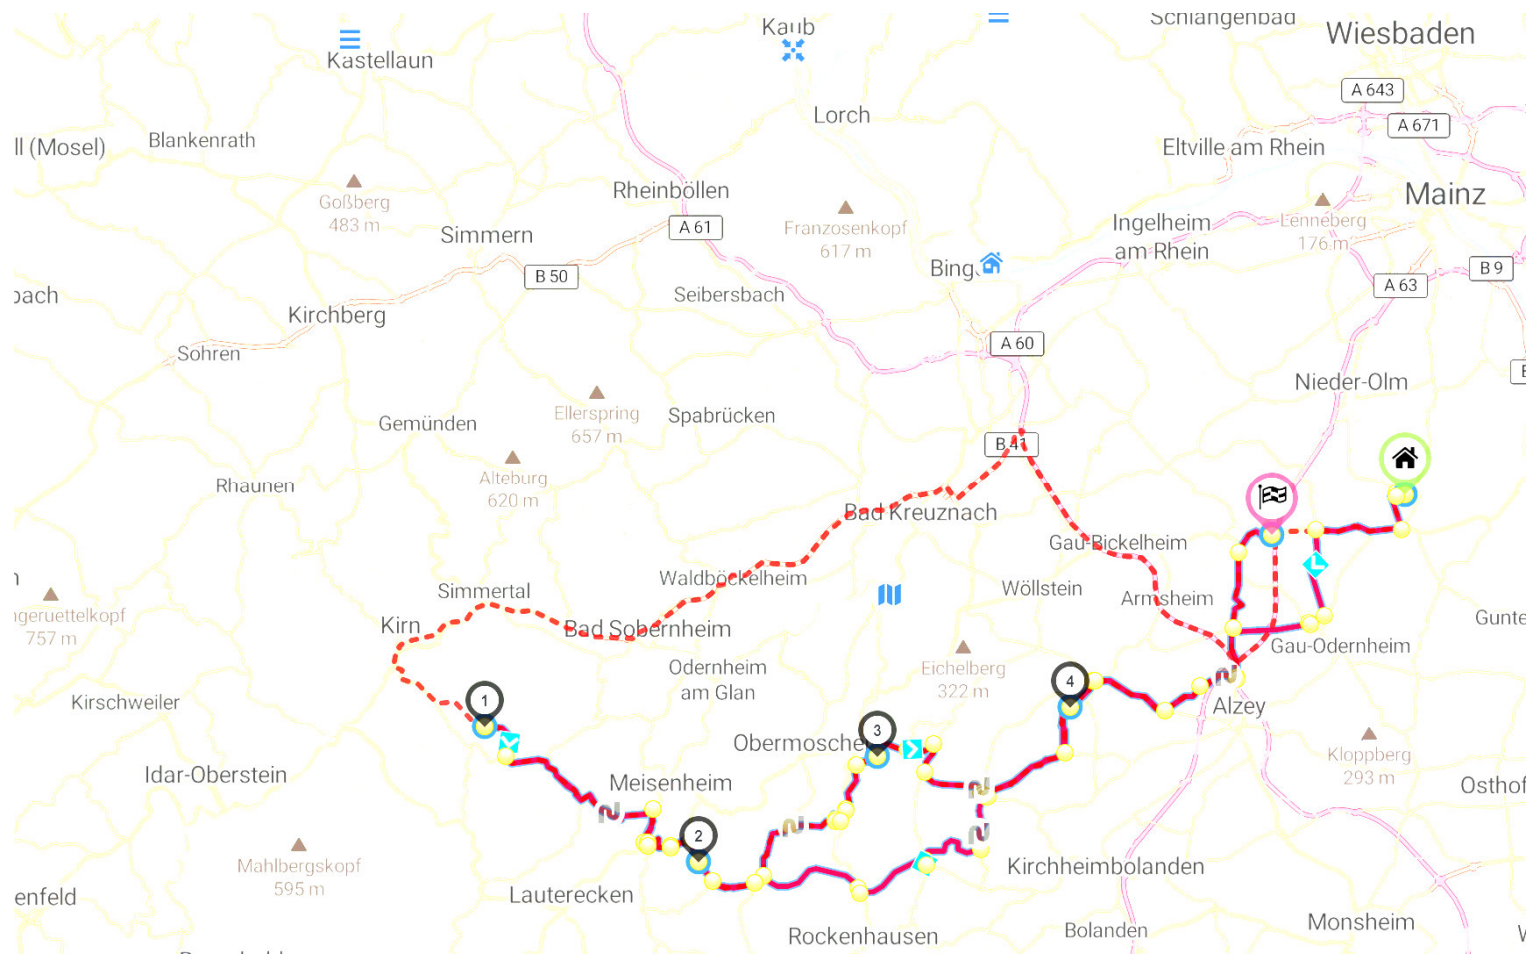 Kaub
Schlangenbad
Wiesbaden
Kastellaun
A 643
Lorch
A 671
Blankenrath
ll (Mosel)
Eltville am Rhein
Rheinböllen
Mainz
Goßberg
483 m
A 61
Franzosenkopf
617 m
Lenneberg
176 m
Ingelheim
am Rhein
Simmern
B 50
Bing
B 9
A 63
Seibersbach
bach
Kirchberg
A 60
Sohren
Nieder-Olm
Ellerspring
657 m
Spabrücken
Gemünden
B 41
Alteburg
620 m
Rhaunen
Bad Kreuznach
Gau-Bickelheim
Waldböckelheim
Simmertal
Wöllstein
Armsheim
ngeruettelkopf
757 m
Kirn
Bad Sobernheim
Gunte
Gau-Odernheim
Odernheim
am Glan
Eichelberg
322 m
4
Kirschweiler
1
Alzey
3
Obermosche
Kloppberg
293 m
Idar-Oberstein
Meisenheim
Osthof
2
Mahlbergskopf
595 m
Kirchheimbolanden
Lauterecken
enfeld
Rockenhausen
Bolanden
Monsheim
W